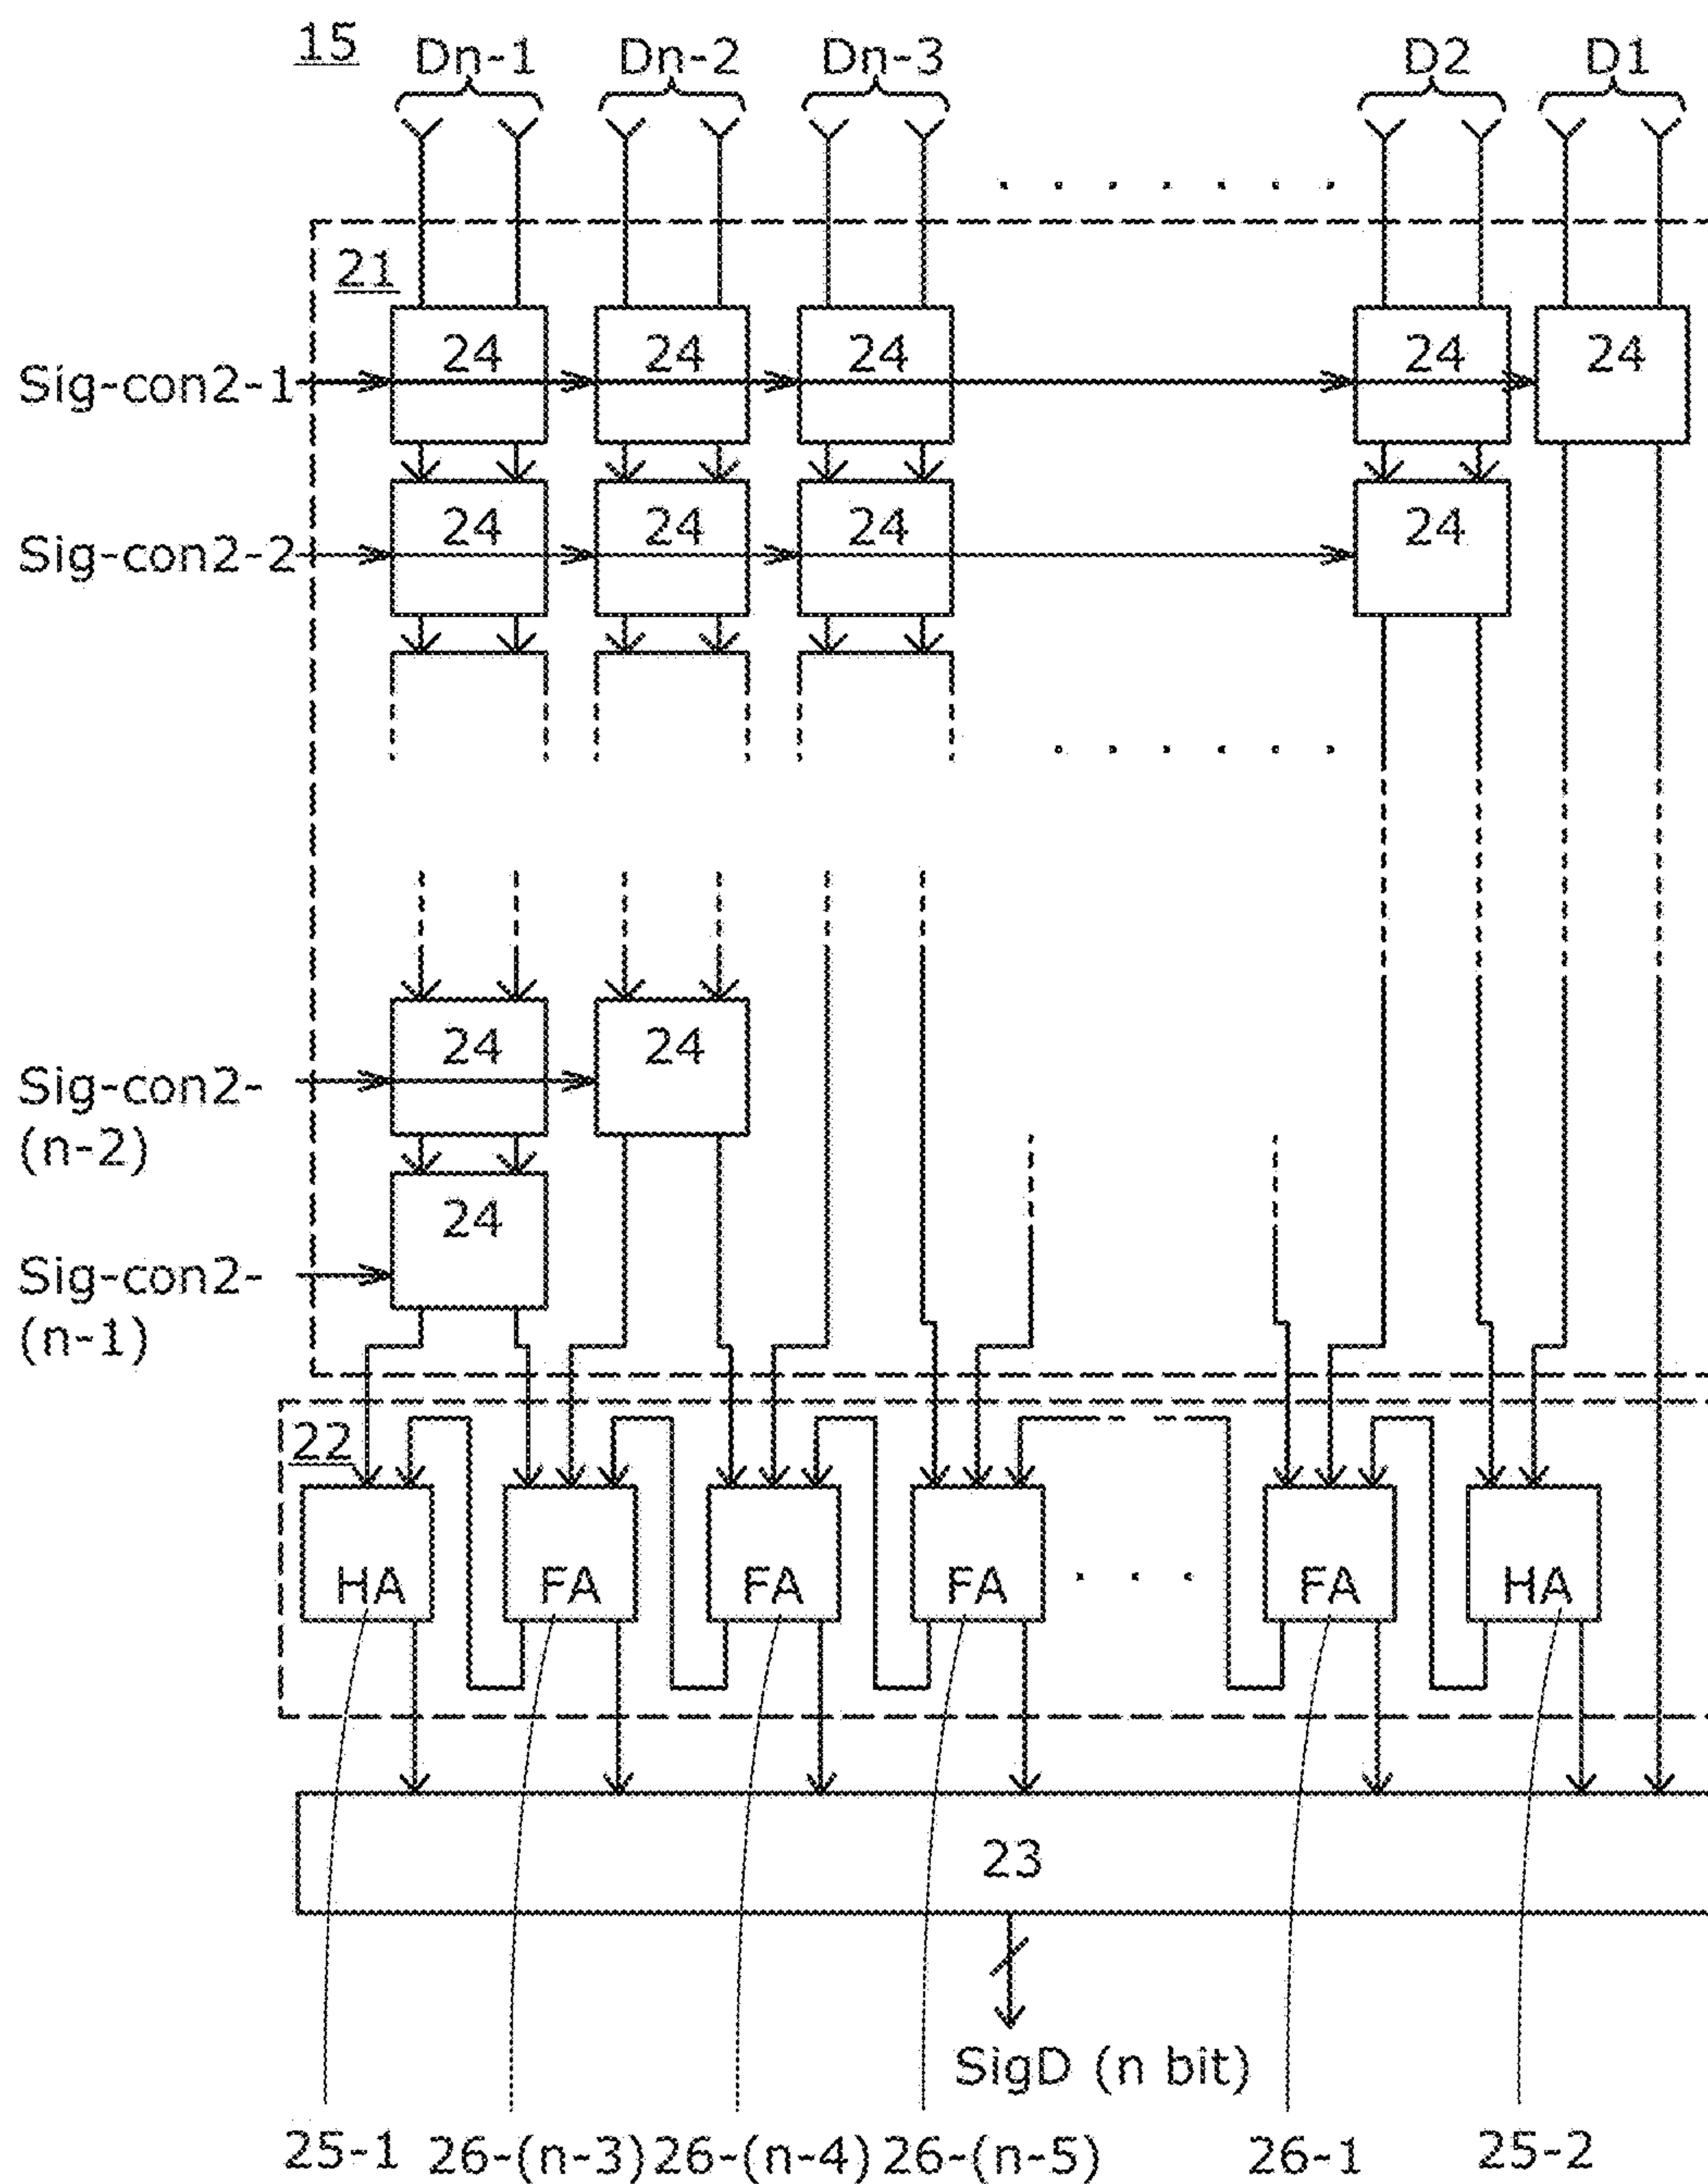 15 Dn-1 Dn-2 Dn-3 D2 D1
21
24 24 24 24 24
Sig-con2-1
24 24 24 24
Sig-con2-2
24 24
Sig-con2-
(n-2)
24
Sig-con2-
(n-1)
22
HA FA FA FA FA HA
23
SigD (n bit)
25-1 26-(n-3) 26-(n-4) 26-(n-5) 26-1 25-2